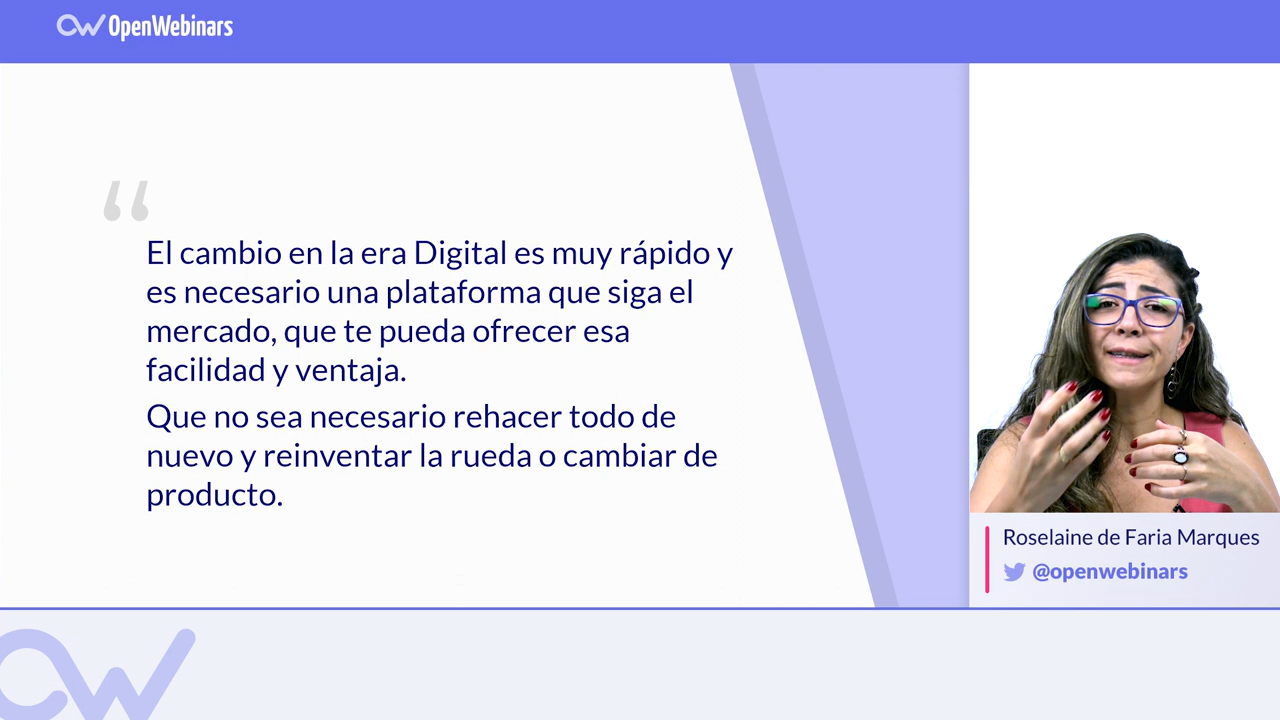 OpenWebinars
“
El cambio en la era Digital es muy rápido y
es necesario una plataforma que siga el
mercado, que te pueda ofrecer esa
facilidad y ventaja.
Que no sea necesario rehacer todo de
nuevo y reinventar la rueda o cambiar de
producto.
Roselaine de Faria Marques
@openwebinars